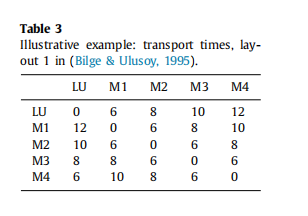 Table 3
Illustrative example: transport times, lay-
out 1 in (Bilge & Ulusoy, 1995).
LU M1 M2 M3 M4
LU 0 6 8 10 12
M1 12 0 6 8 10
M2 10 6 0 6 8
M3 8 8 6 0 6
M4 6 10 8 6 0